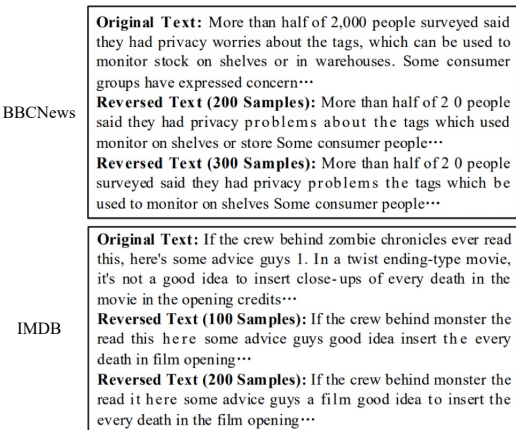 BBCNews
Original Text: More than half of 2,000 people surveyed said
they had privacy worries about the tags, which can be used to
monitor stock on shelves or in warehouses. Some consumer
groups have expressed concern⋯
Reversed Text (200 Samples): More than half of 2 0 people
said they had privacy problems about the tags which used
monitor on shelves or store Some consumer people⋯
Reversed Text (300 Samples): More than half of 2 0 people
surveyed said they had privacy problems the tags which be
used to monitor on shelves Some consumer people⋯
IMDB
Original Text: If the crew behind zombie chronicles ever read
this, here's some advice guys 1. In a twist ending-type movie,
it's not a good idea to insert close-ups of every death in the
movie in the opening credits⋯
Reversed Text (100 Samples): If the crew behind monster the
read this here some advice guys good idea insert the every
death in film opening⋯
Reversed Text (200 Samples): If the crew behind monster the
read it here some advice guys a film good idea to insert the
every death in the film opening⋯